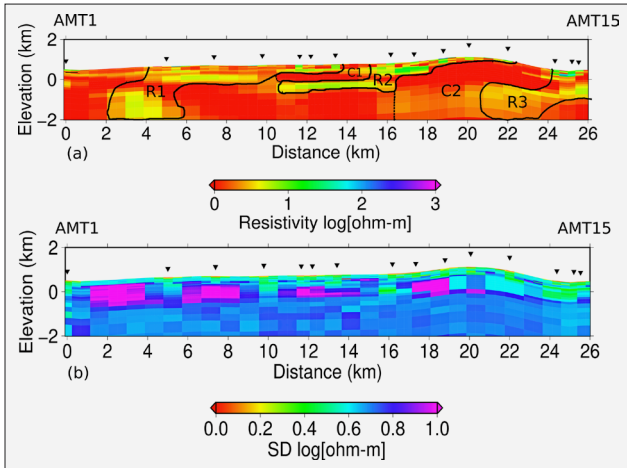 AMT1 AMT15
2
0
−2
Elevation (km)
R1 C1 R2 C2 R3
0 2 4 6 8 10 12 14 16 18 20 22 24 26
(a) Distance (km)
0 1 2 3
Resistivity log[ohm-m]
AMT1 AMT15
2
0
−2
Elevation (km)
0 2 4 6 8 10 12 14 16 18 20 22 24 26
(b) Distance (km)
0.0 0.2 0.4 0.6 0.8 1.0
SD log[ohm-m]